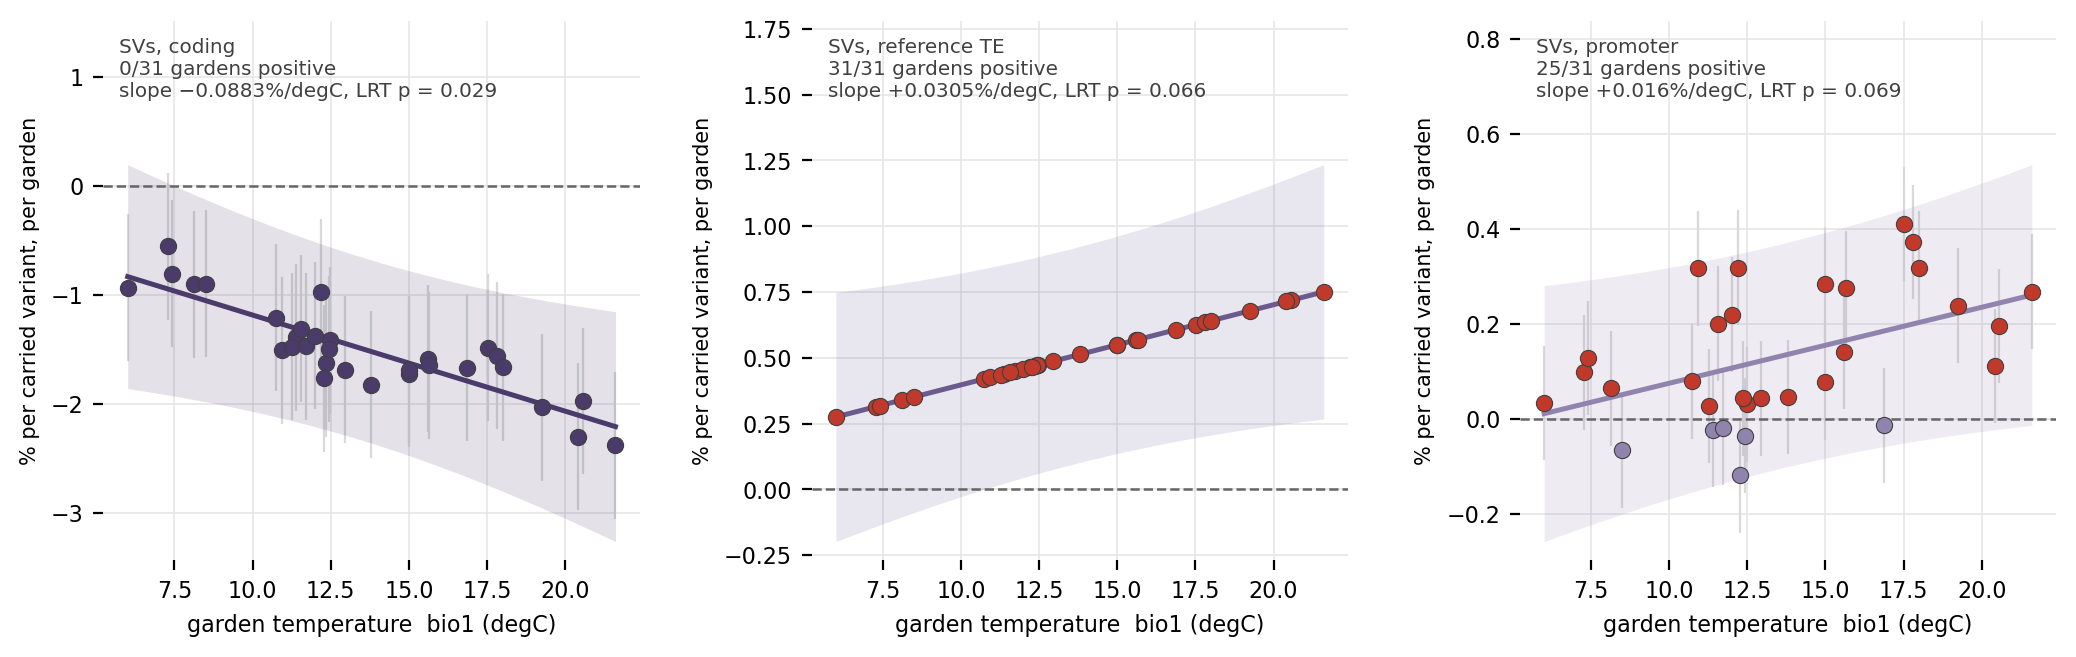 SVs, coding
0/31 gardens positive
slope −0.0883%/degC, LRT p = 0.029
% per carried variant, per garden
1
0
−1
−2
−3
7.5 10.0 12.5 15.0 17.5 20.0
garden temperature  bio1 (degC)
SVs, reference TE
31/31 gardens positive
slope +0.0305%/degC, LRT p = 0.066
% per carried variant, per garden
1.75
1.50
1.25
1.00
0.75
0.50
0.25
0.00
−0.25
7.5 10.0 12.5 15.0 17.5 20.0
garden temperature  bio1 (degC)
SVs, promoter
25/31 gardens positive
slope +0.016%/degC, LRT p = 0.069
% per carried variant, per garden
0.8
0.6
0.4
0.2
0.0
−0.2
7.5 10.0 12.5 15.0 17.5 20.0
garden temperature  bio1 (degC)